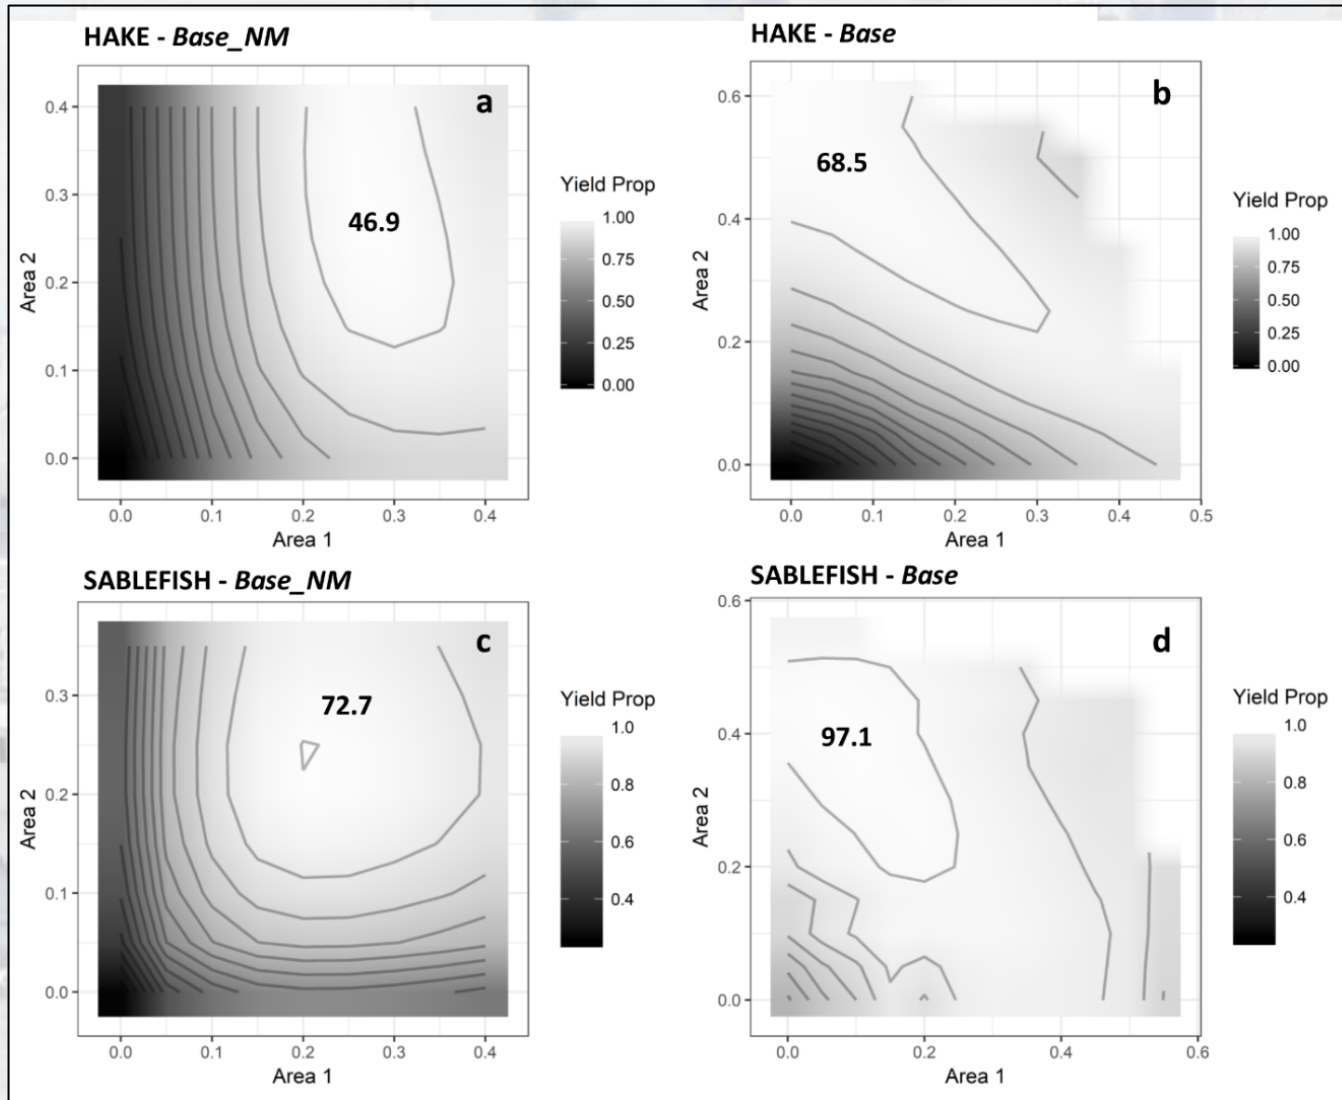 HAKE - Base_NM
a
46.9
0.4
0.3
0.2
0.1
0.0
Area 2
0.0 0.1 0.2 0.3 0.4
Area 1
Yield Prop
1.00
0.75
0.50
0.25
0.00
HAKE - Base
b
68.5
0.6
0.4
0.2
0.0
Area 2
0.0 0.1 0.2 0.3 0.4 0.5
Area 1
Yield Prop
1.00
0.75
0.50
0.25
0.00
SABLEFISH - Base_NM
c
72.7
0.3
0.2
0.1
0.0
Area 2
0.0 0.1 0.2 0.3 0.4
Area 1
Yield Prop
1.0
0.8
0.6
0.4
SABLEFISH - Base
d
97.1
0.6
0.4
0.2
0.0
Area 2
0.0 0.2 0.4 0.6
Area 1
Yield Prop
1.0
0.8
0.6
0.4